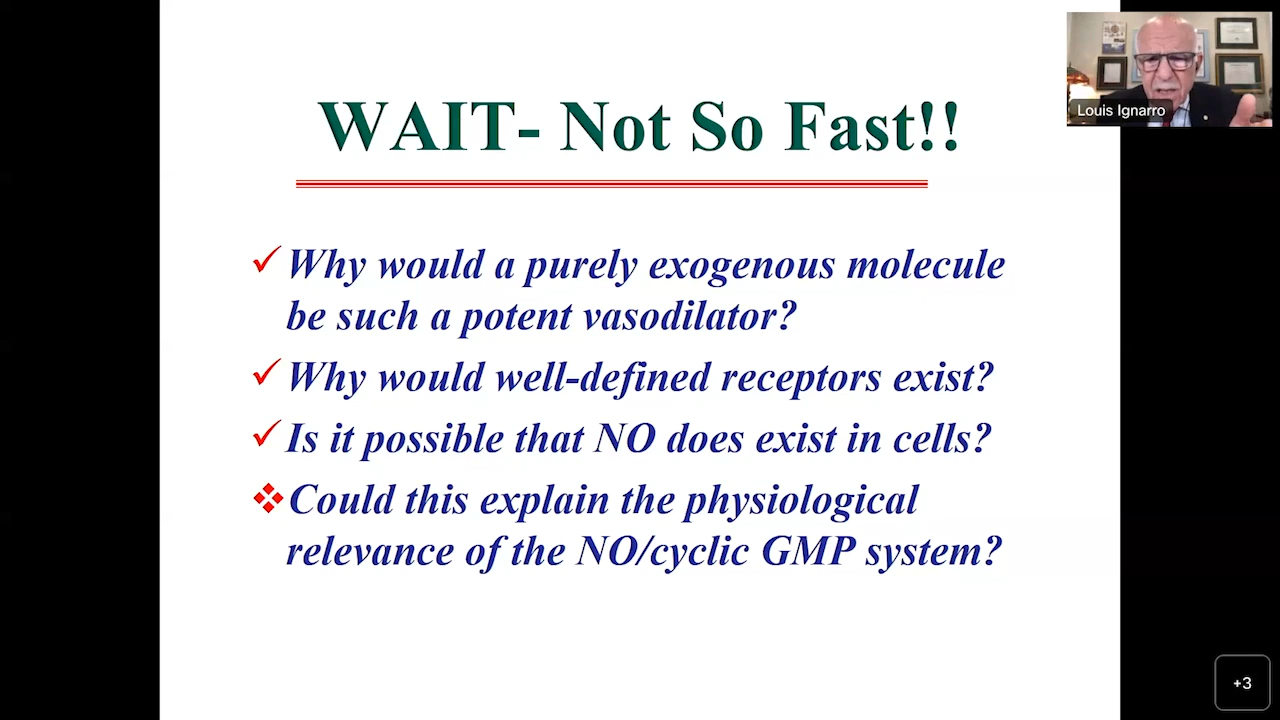 WAIT- Not So Fast!!
Louis Ignarro
Why would a purely exogenous molecule
be such a potent vasodilator?
Why would well-defined receptors exist?
Is it possible that NO does exist in cells?
Could this explain the physiological
relevance of the NO/cyclic GMP system?
+3